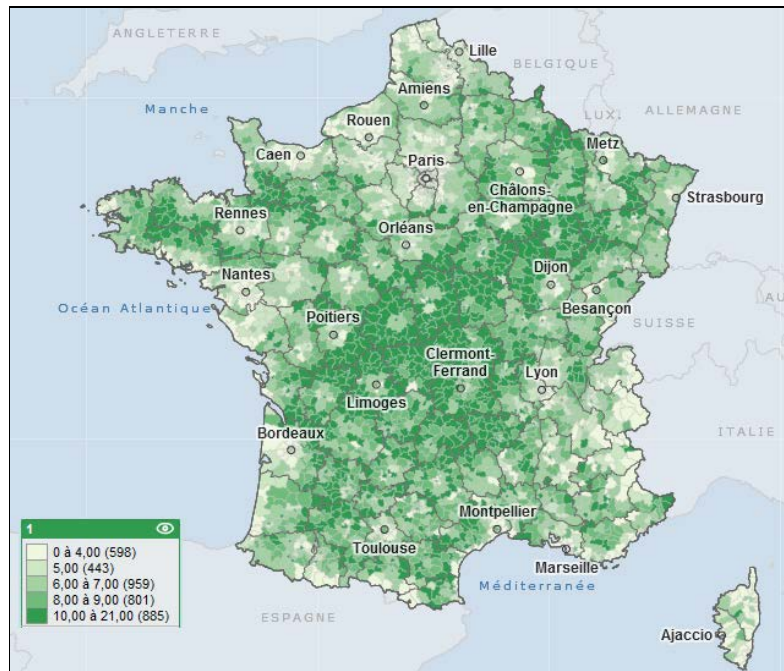 ANGLETERRE
Lille
BELGIQUE
Manche
Amiens
LUX.
ALLEMAGNE
Rouen
Caen
Paris
Metz
Châlons-
en-Champagne
Strasbourg
Rennes
Orléans
Nantes
Dijon
Besançon
Océan Atlantique
Poitiers
SUISSE
AU
Clermont-
Ferrand
Lyon
Limoges
ITALIE
Bordeaux
Montpellier
Toulouse
Marseille
Méditerranée
ESPAGNE
Ajaccio
1
0 à 4,00 (598)
5,00 (443)
6,00 à 7,00 (959)
8,00 à 9,00 (801)
10,00 à 21,00 (885)